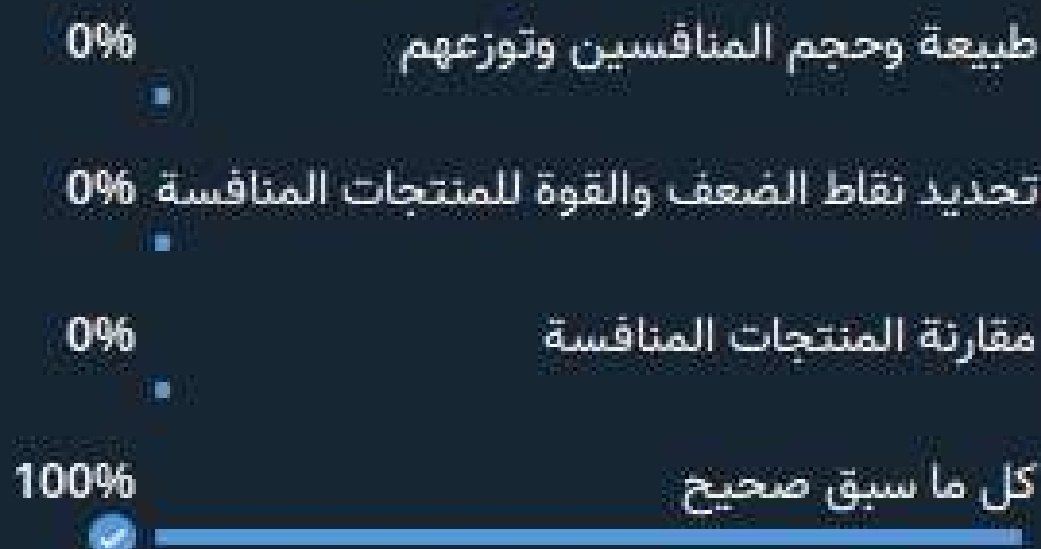 طبيعة وحجم المنافسين وتوزعهم 0%
تحديد نقاط الضعف والقوة للمنتجات المنافسة 0%
مقارنة المنتجات المنافسة 0%
كل ما سبق صحيح 100%